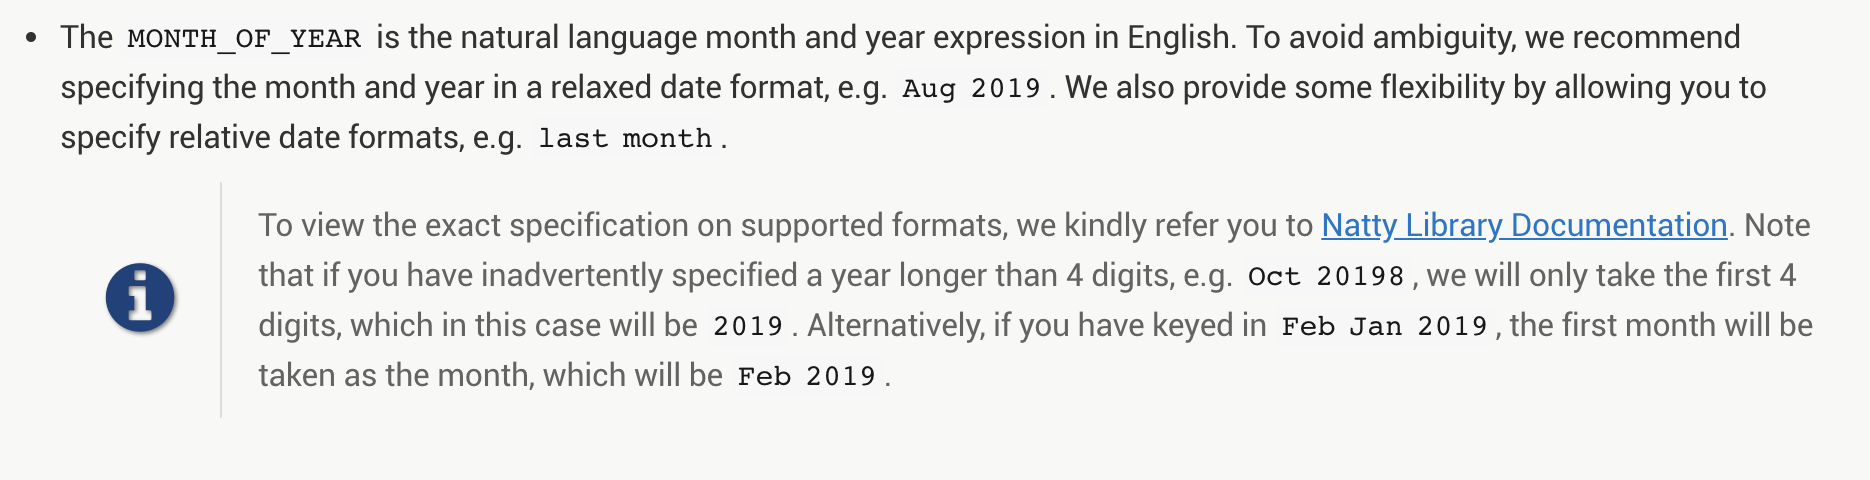 • The MONTH_OF_YEAR is the natural language month and year expression in English. To avoid ambiguity, we recommend
specifying the month and year in a relaxed date format, e.g. Aug 2019 . We also provide some flexibility by allowing you to
specify relative date formats, e.g. last month .
To view the exact specification on supported formats, we kindly refer you to Natty Library Documentation. Note
that if you have inadvertently specified a year longer than 4 digits, e.g. Oct 20198 , we will only take the first 4
digits, which in this case will be 2019 . Alternatively, if you have keyed in Feb Jan 2019 , the first month will be
taken as the month, which will be Feb 2019 .